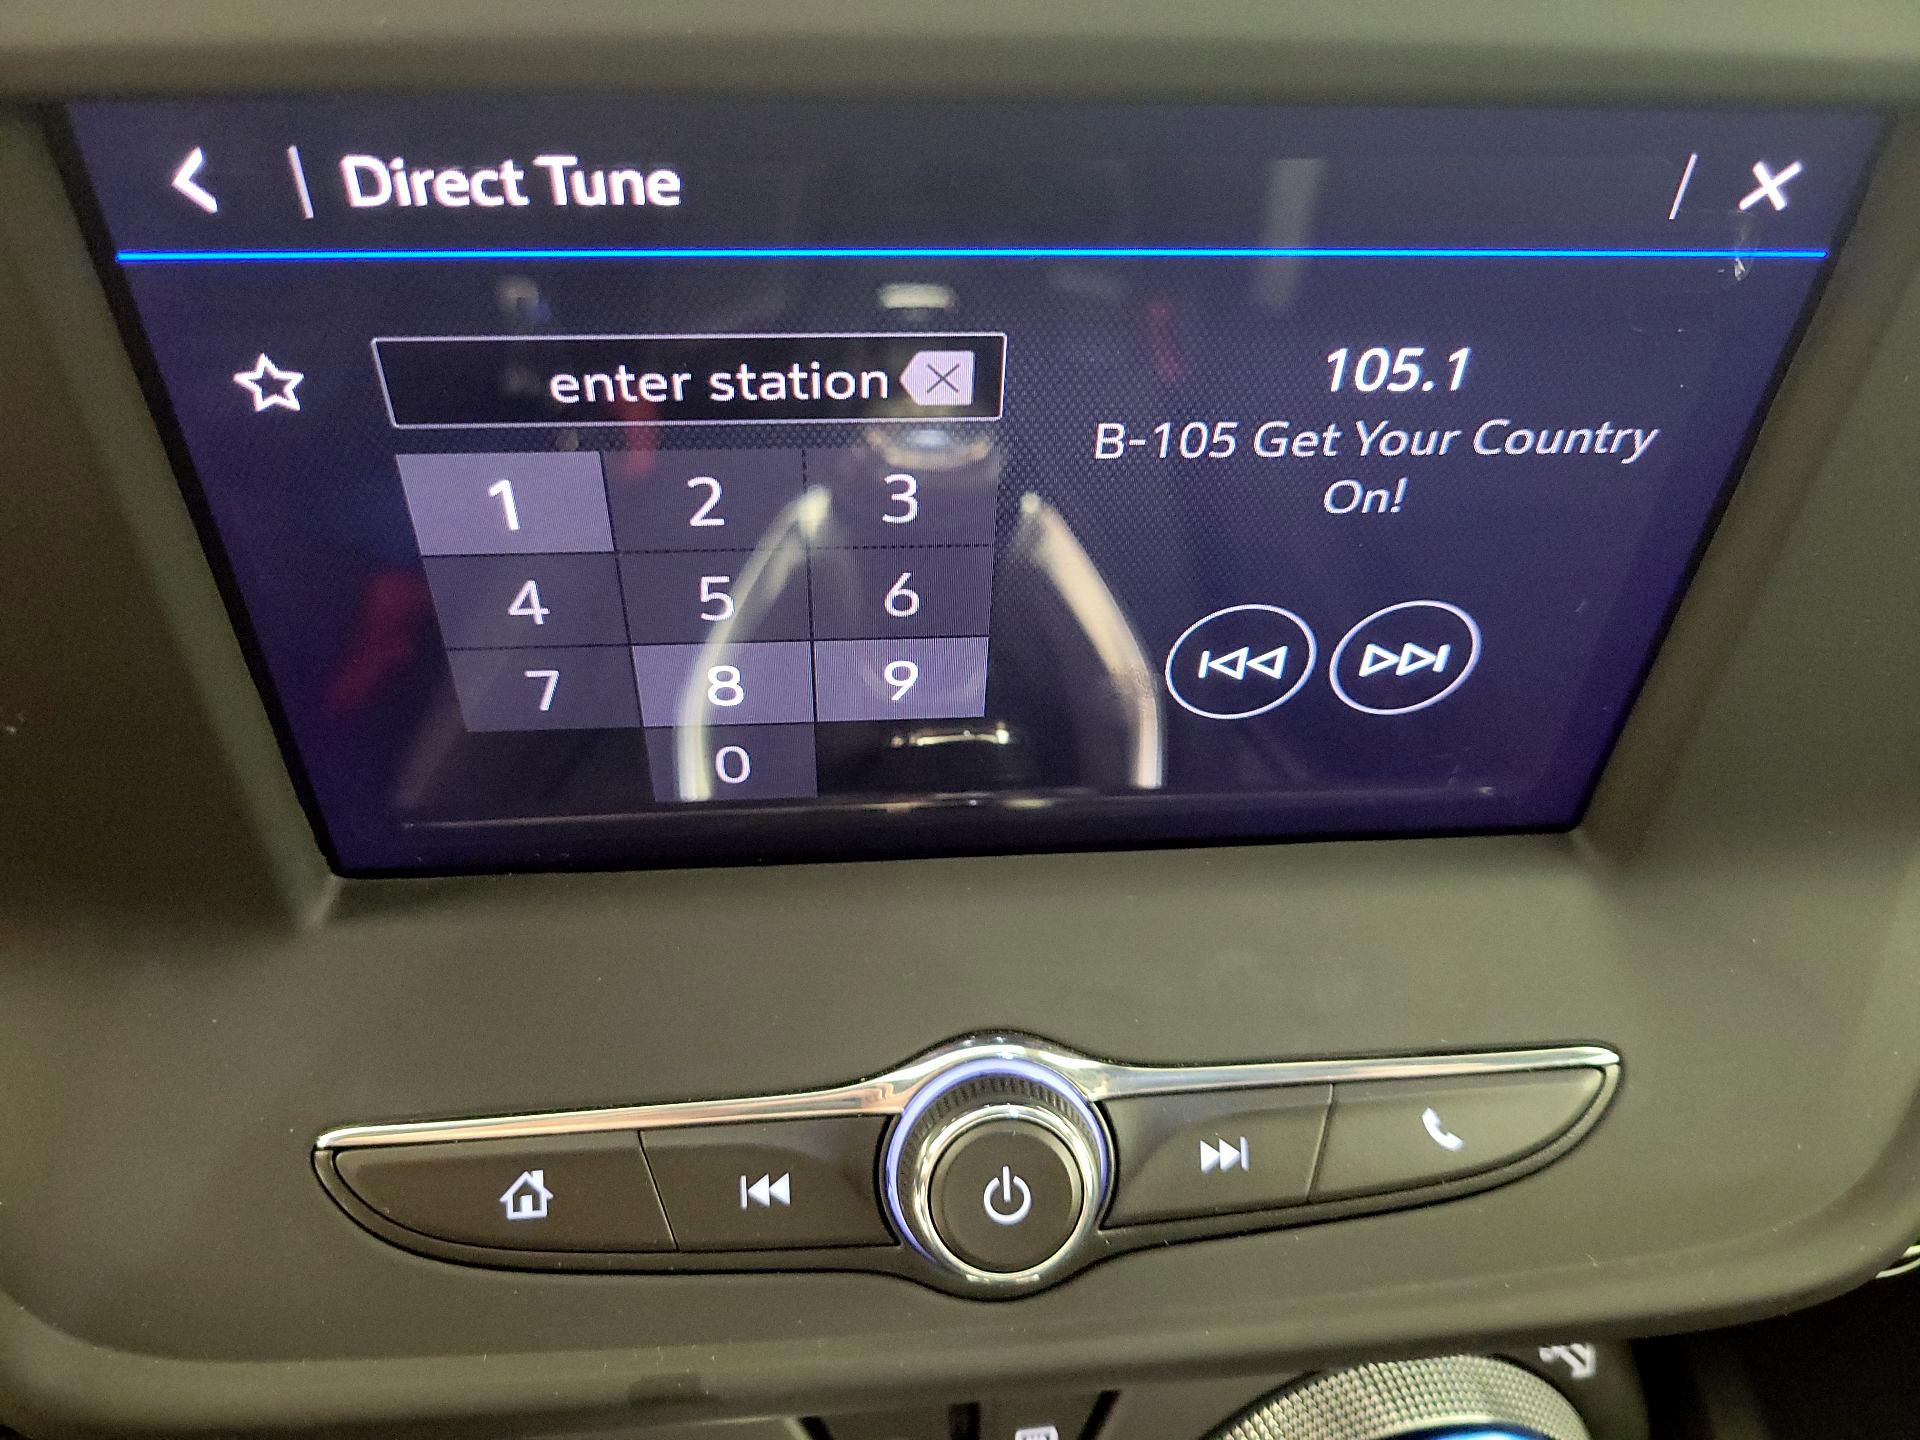 Direct Tune
enter station
105.1
B-105 Get Your Country
On!
1 2 3
4 5 6
7 8 9
0